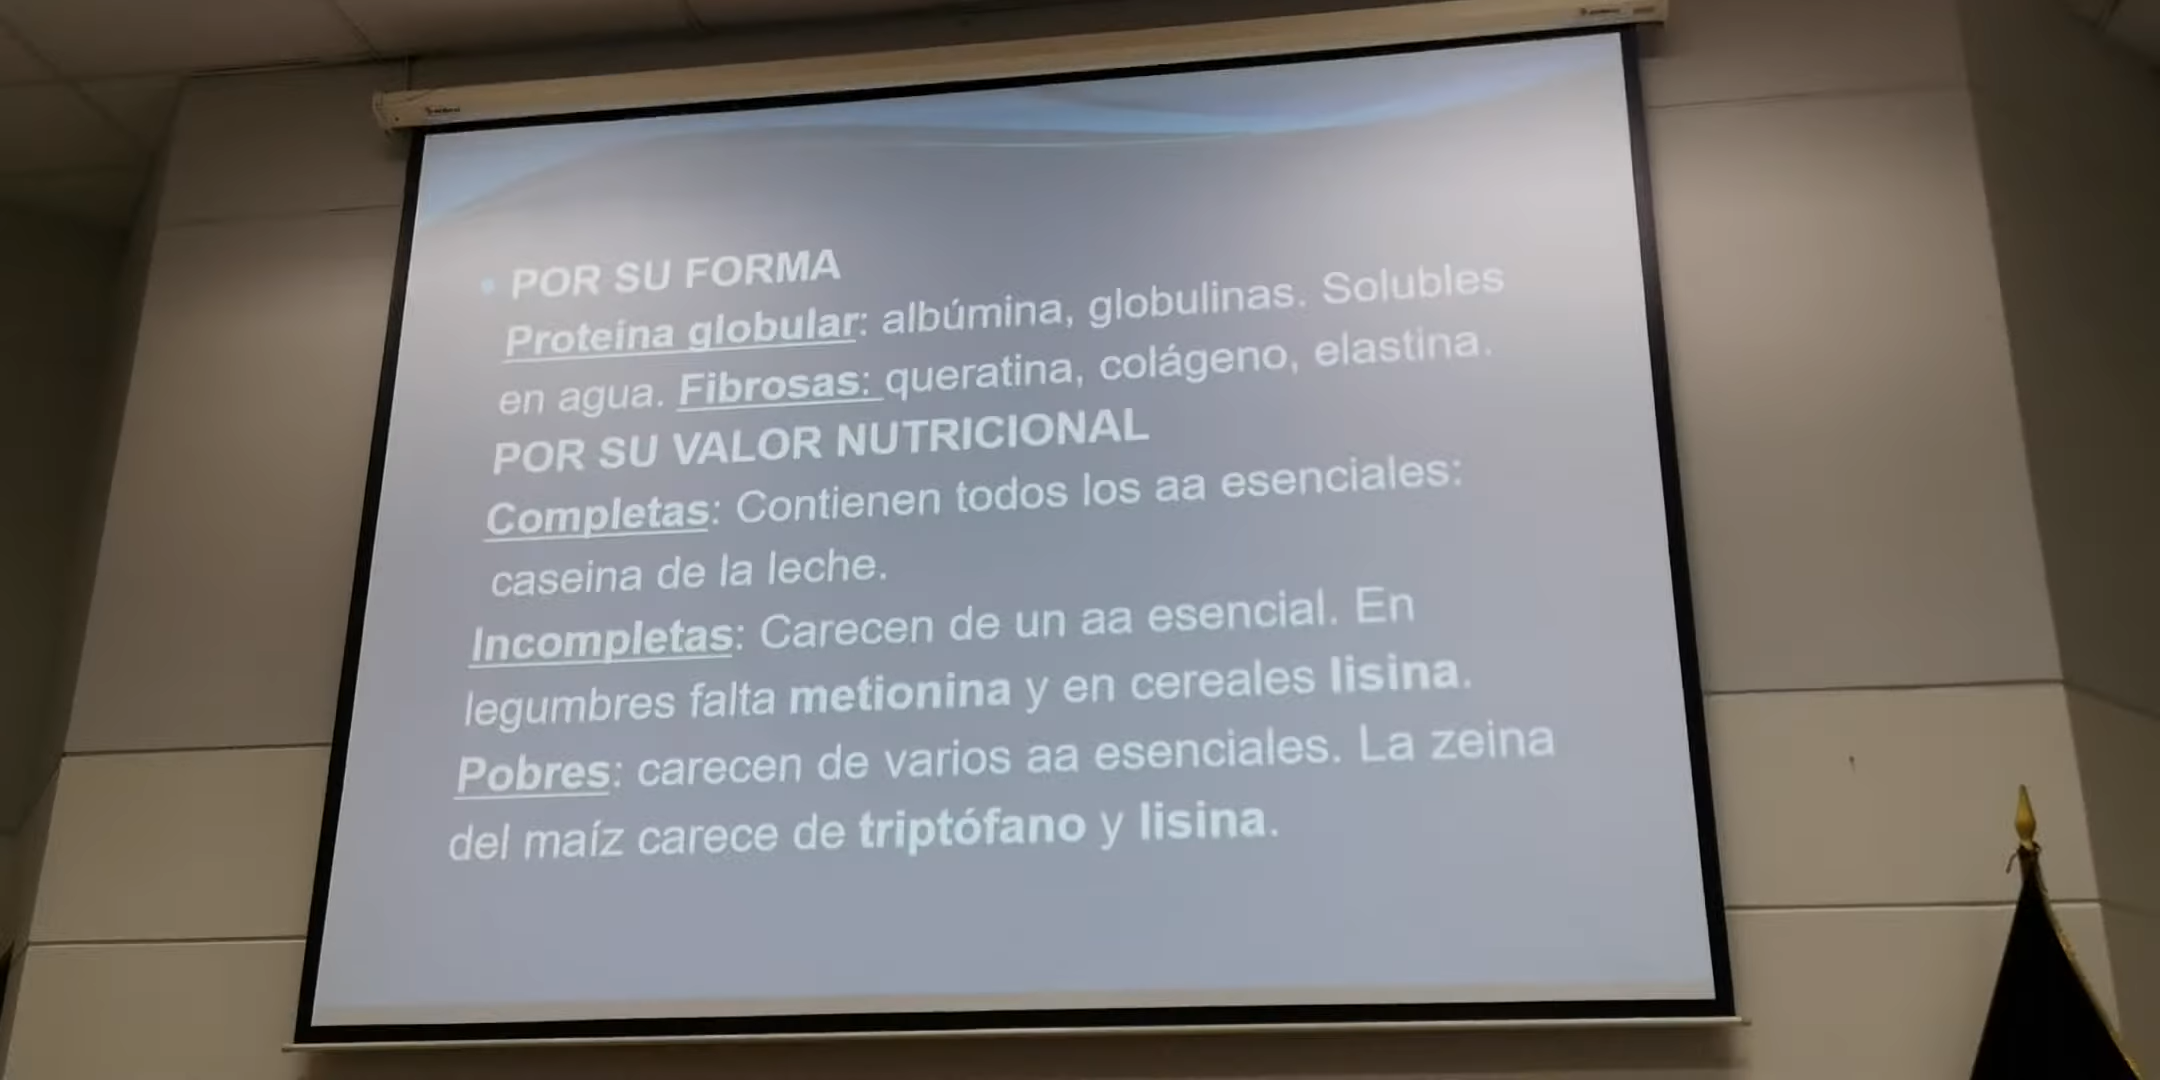 • POR SU FORMA
Proteína globular: albúmina, globulinas. Solubles
en agua. Fibrosas: queratina, colágeno, elastina.
POR SU VALOR NUTRICIONAL
Completas: Contienen todos los aa esenciales:
caseina de la leche.
Incompletas: Carecen de un aa esencial. En
legumbres falta metionina y en cereales lisina.
Pobres: carecen de varios aa esenciales. La zeina
del maíz carece de triptófano y lisina.